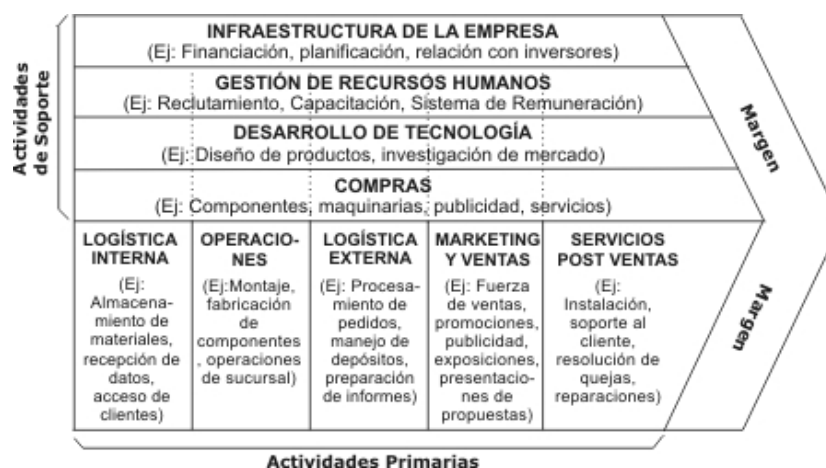 Actividades
de Soporte
INFRAESTRUCTURA DE LA EMPRESA
(Ej: Financiación, planificación, relación con inversores)
GESTIÓN DE RECURSOS HUMANOS
(Ej: Reclutamiento, Capacitación, Sistema de Remuneración)
DESARROLLO DE TECNOLOGÍA
(Ej: Diseño de productos, investigación de mercado)
COMPRAS
(Ej: Componentes, maquinarias, publicidad, servicios)
Margen
LOGÍSTICA
INTERNA
(Ej:
Almacena-
miento de
materiales,
recepción de
datos,
acceso de
clientes)
OPERACIO-
NES
(Ej:Montaje,
fabricación
de
componentes
, operaciones
de sucursal)
LOGÍSTICA
EXTERNA
(Ej: Procesa-
miento de
pedidos,
manejo de
depósitos,
preparación
de informes)
MARKETING
Y VENTAS
(Ej: Fuerza
de ventas,
promociones,
publicidad,
exposiciones,
presentacio-
nes de
propuestas)
SERVICIOS
POST VENTAS
(Ej:
Instalación,
soporte al
cliente,
resolución de
quejas,
reparaciones)
Margen
Actividades Primarias